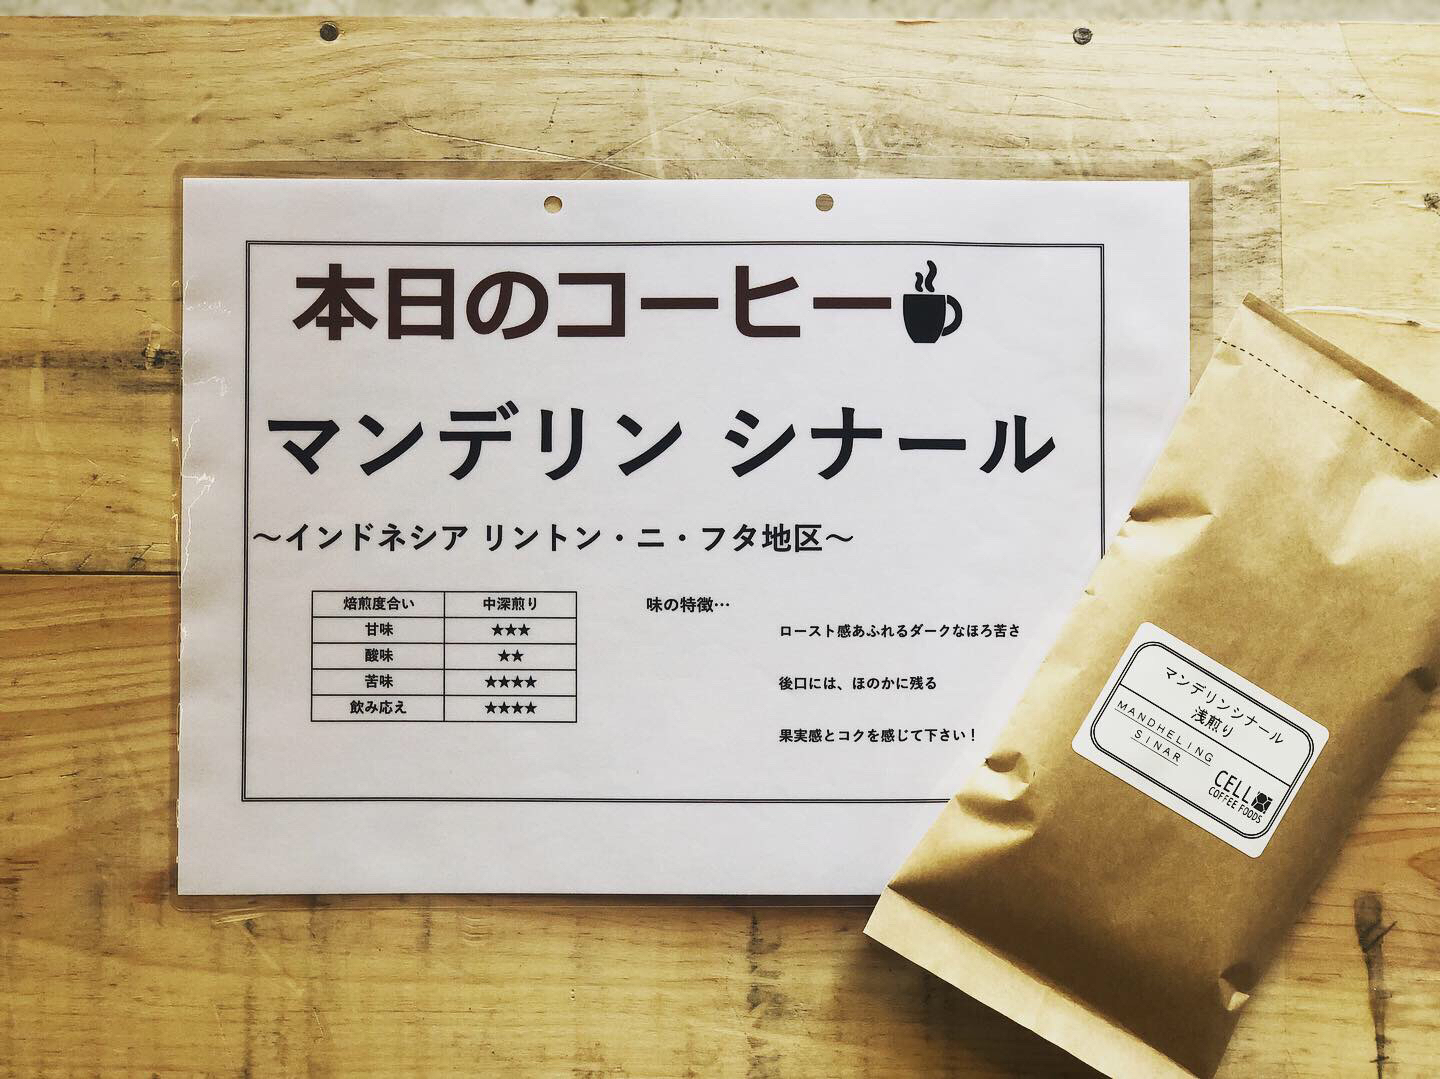 本日のコーヒー
マンデリン シナール
～インドネシア リントン・ニ・フタ地区～
焙煎度合い 中深煎り
甘味 ★★★
酸味 ★★
苦味 ★★★★
飲み応え ★★★★
味の特徴…
ロースト感あふれるダークなほろ苦さ
後口には、ほのかに残る
果実感とコクを感じて下さい！
マンデリンシナール
浅煎り
MANDHELING
SINAR
CELL
COFFEE FOODS